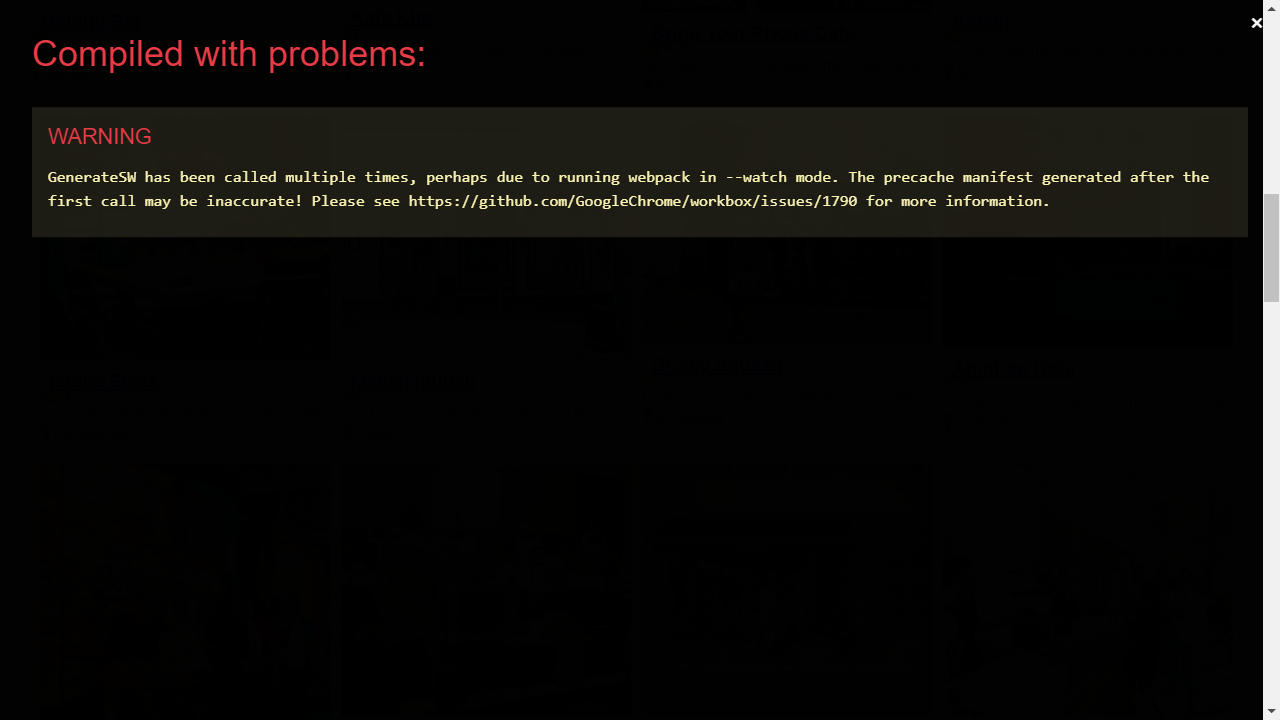 Compiled with problems:
×
WARNING
GenerateSW has been called multiple times, perhaps due to running webpack in --watch mode. The precache manifest generated after the
first call may be inaccurate! Please see https://github.com/GoogleChrome/workbox/issues/1790 for more information.